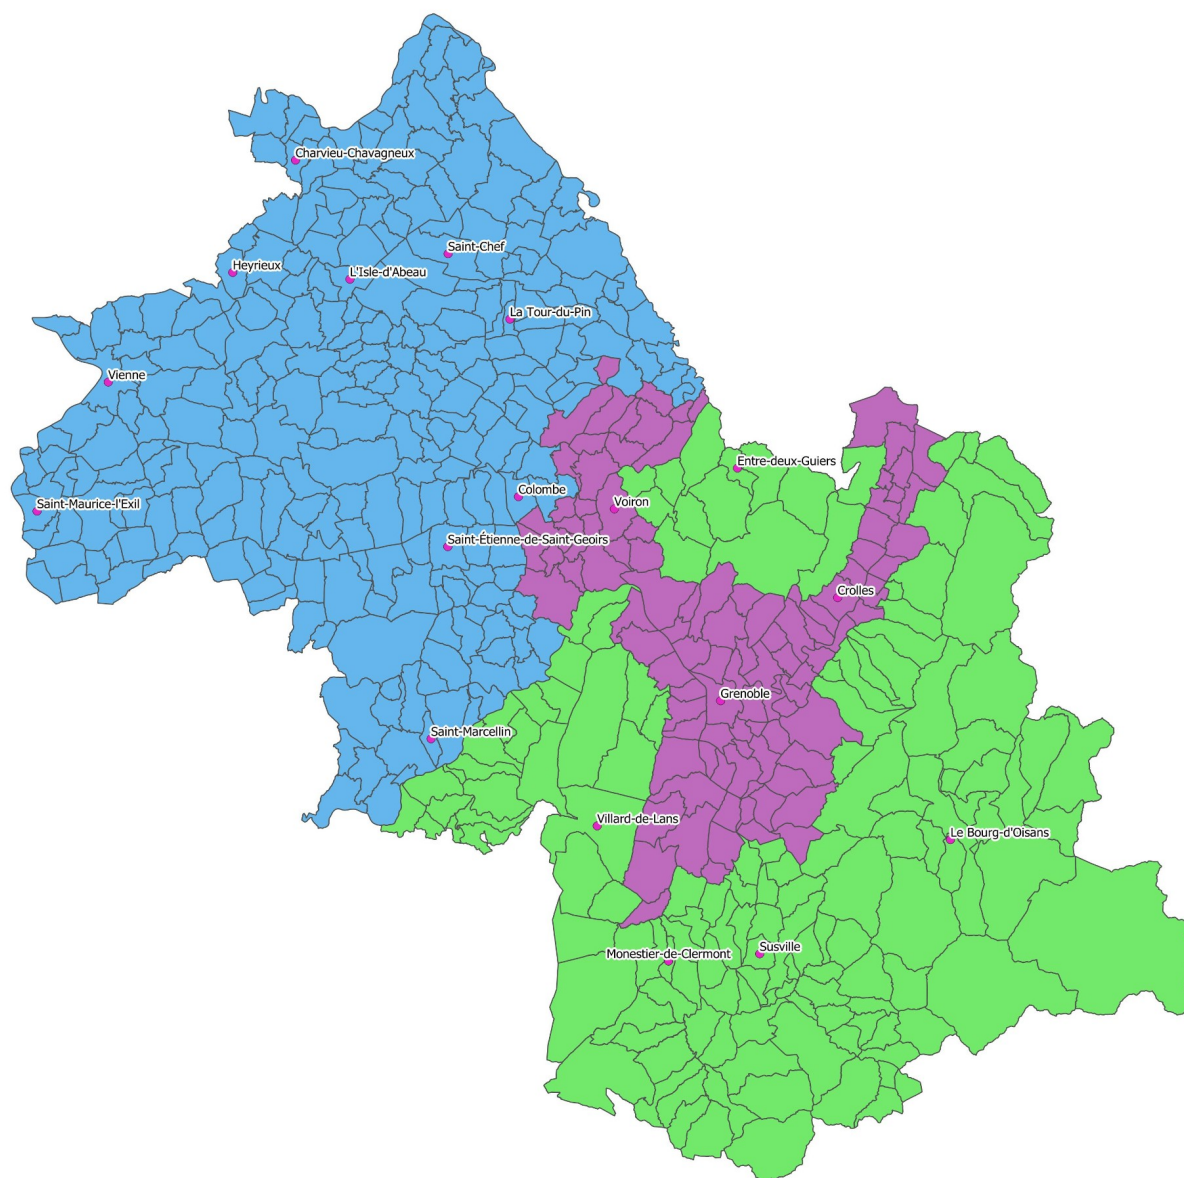 Charvieu-Chavagneux
Saint-Chef
Heyrieux
L'Isle-d'Abeau
La Tour-du-Pin
Vienne
Entre-deux-Guiers
Colombe
Saint-Maurice-l'Exil
Voiron
Saint-Étienne-de-Saint-Geoirs
Crolles
Grenoble
Saint-Marcellin
Villard-de-Lans
Le Bourg-d'Oisans
Susville
Monestier-de-Clermont